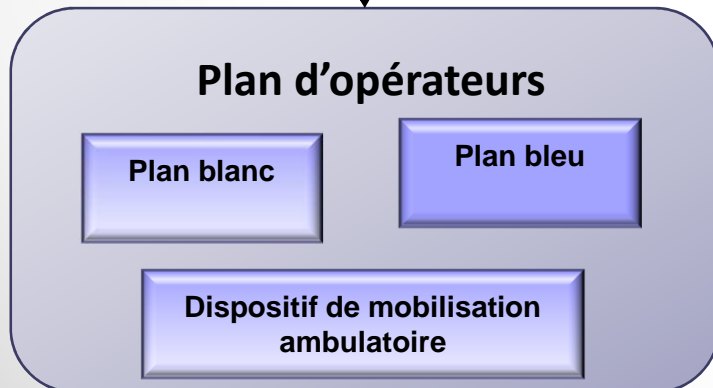 Plan d’opérateurs
Plan blanc
Plan bleu
Dispositif de mobilisation
ambulatoire